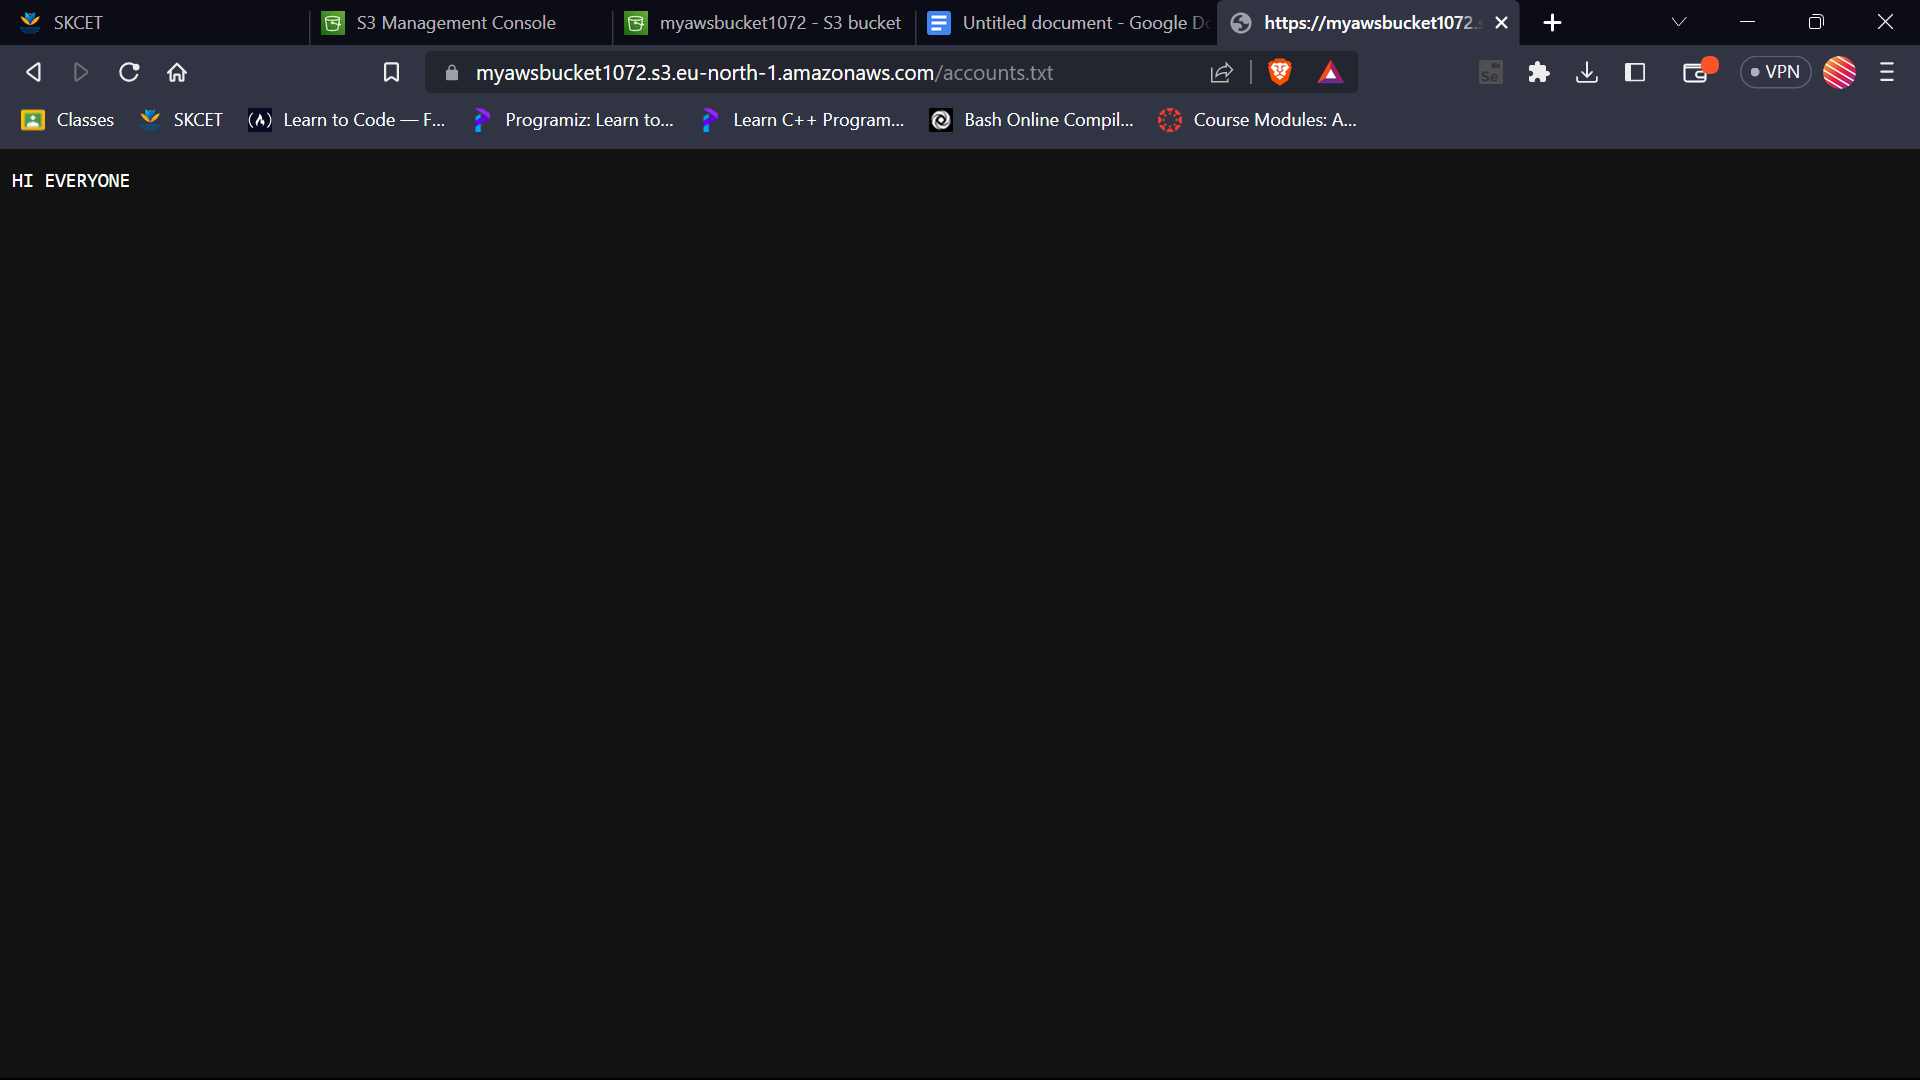 SKCET
S3 Management Console
myawsbucket1072 - S3 bucket
Untitled document - Google Do
https://myawsbucket1072.s
myawsbucket1072.s3.eu-north-1.amazonaws.com/accounts.txt
Se
VPN
Classes
SKCET
Learn to Code — F...
Programiz: Learn to...
Learn C++ Program...
Bash Online Compil...
Course Modules: A...
HI EVERYONE